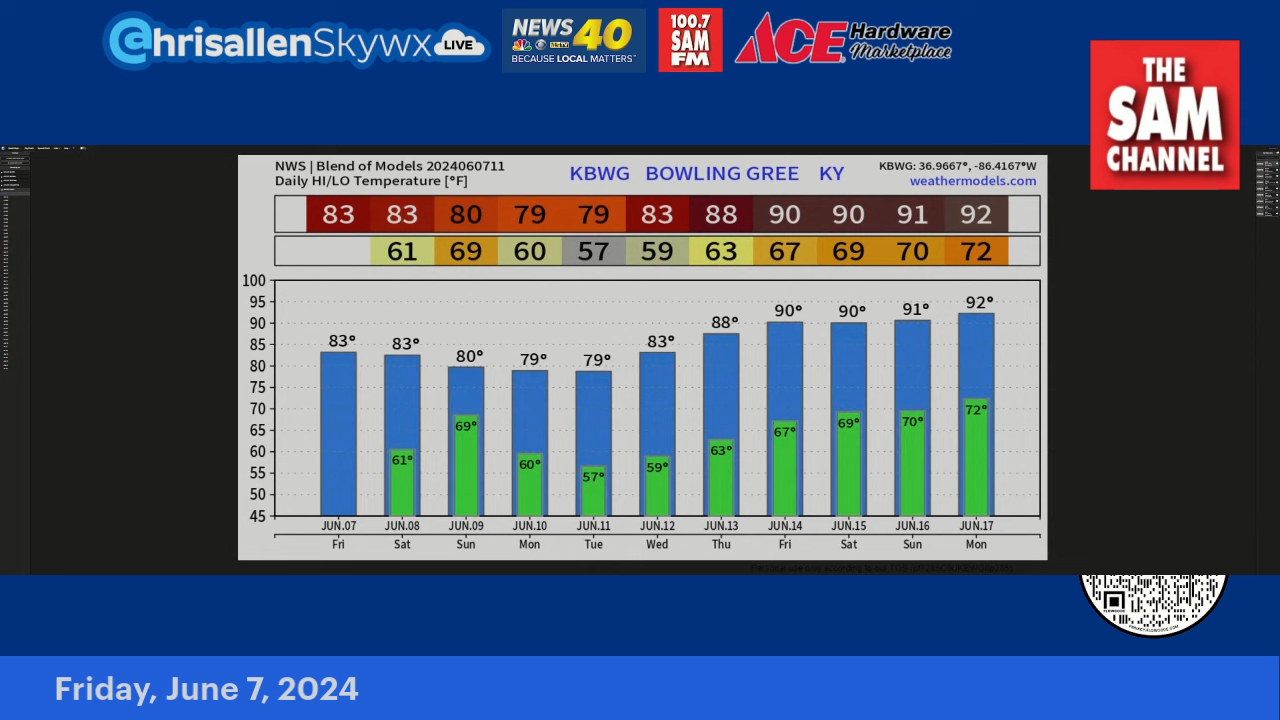 @hrisallenSkywx LIVE
NEWS 40
BECAUSE LOCAL MATTERS
100.7
SAM
FM
ACE Hardware
Marketplace
THE
SAM
CHANNEL
NWS | Blend of Models 2024060711
Daily HI/LO Temperature [°F]
KBWG BOWLING GREE KY
KBWG: 36.9667°, -86.4167°W
weathermodels.com
83 83 80 79 79 83 88 90 90 91 92
61 69 60 57 59 63 67 69 70 72
100
95
90
85
80
75
70
65
60
55
50
45
83° 83° 80° 79° 79° 83° 88° 90° 90° 91° 92°
61° 69° 60° 57° 59° 63° 67° 69° 70° 72°
JUN.07 JUN.08 JUN.09 JUN.10 JUN.11 JUN.12 JUN.13 JUN.14 JUN.15 JUN.16 JUN.17
Fri Sat Sun Mon Tue Wed Thu Fri Sat Sun Mon
Friday, June 7, 2024